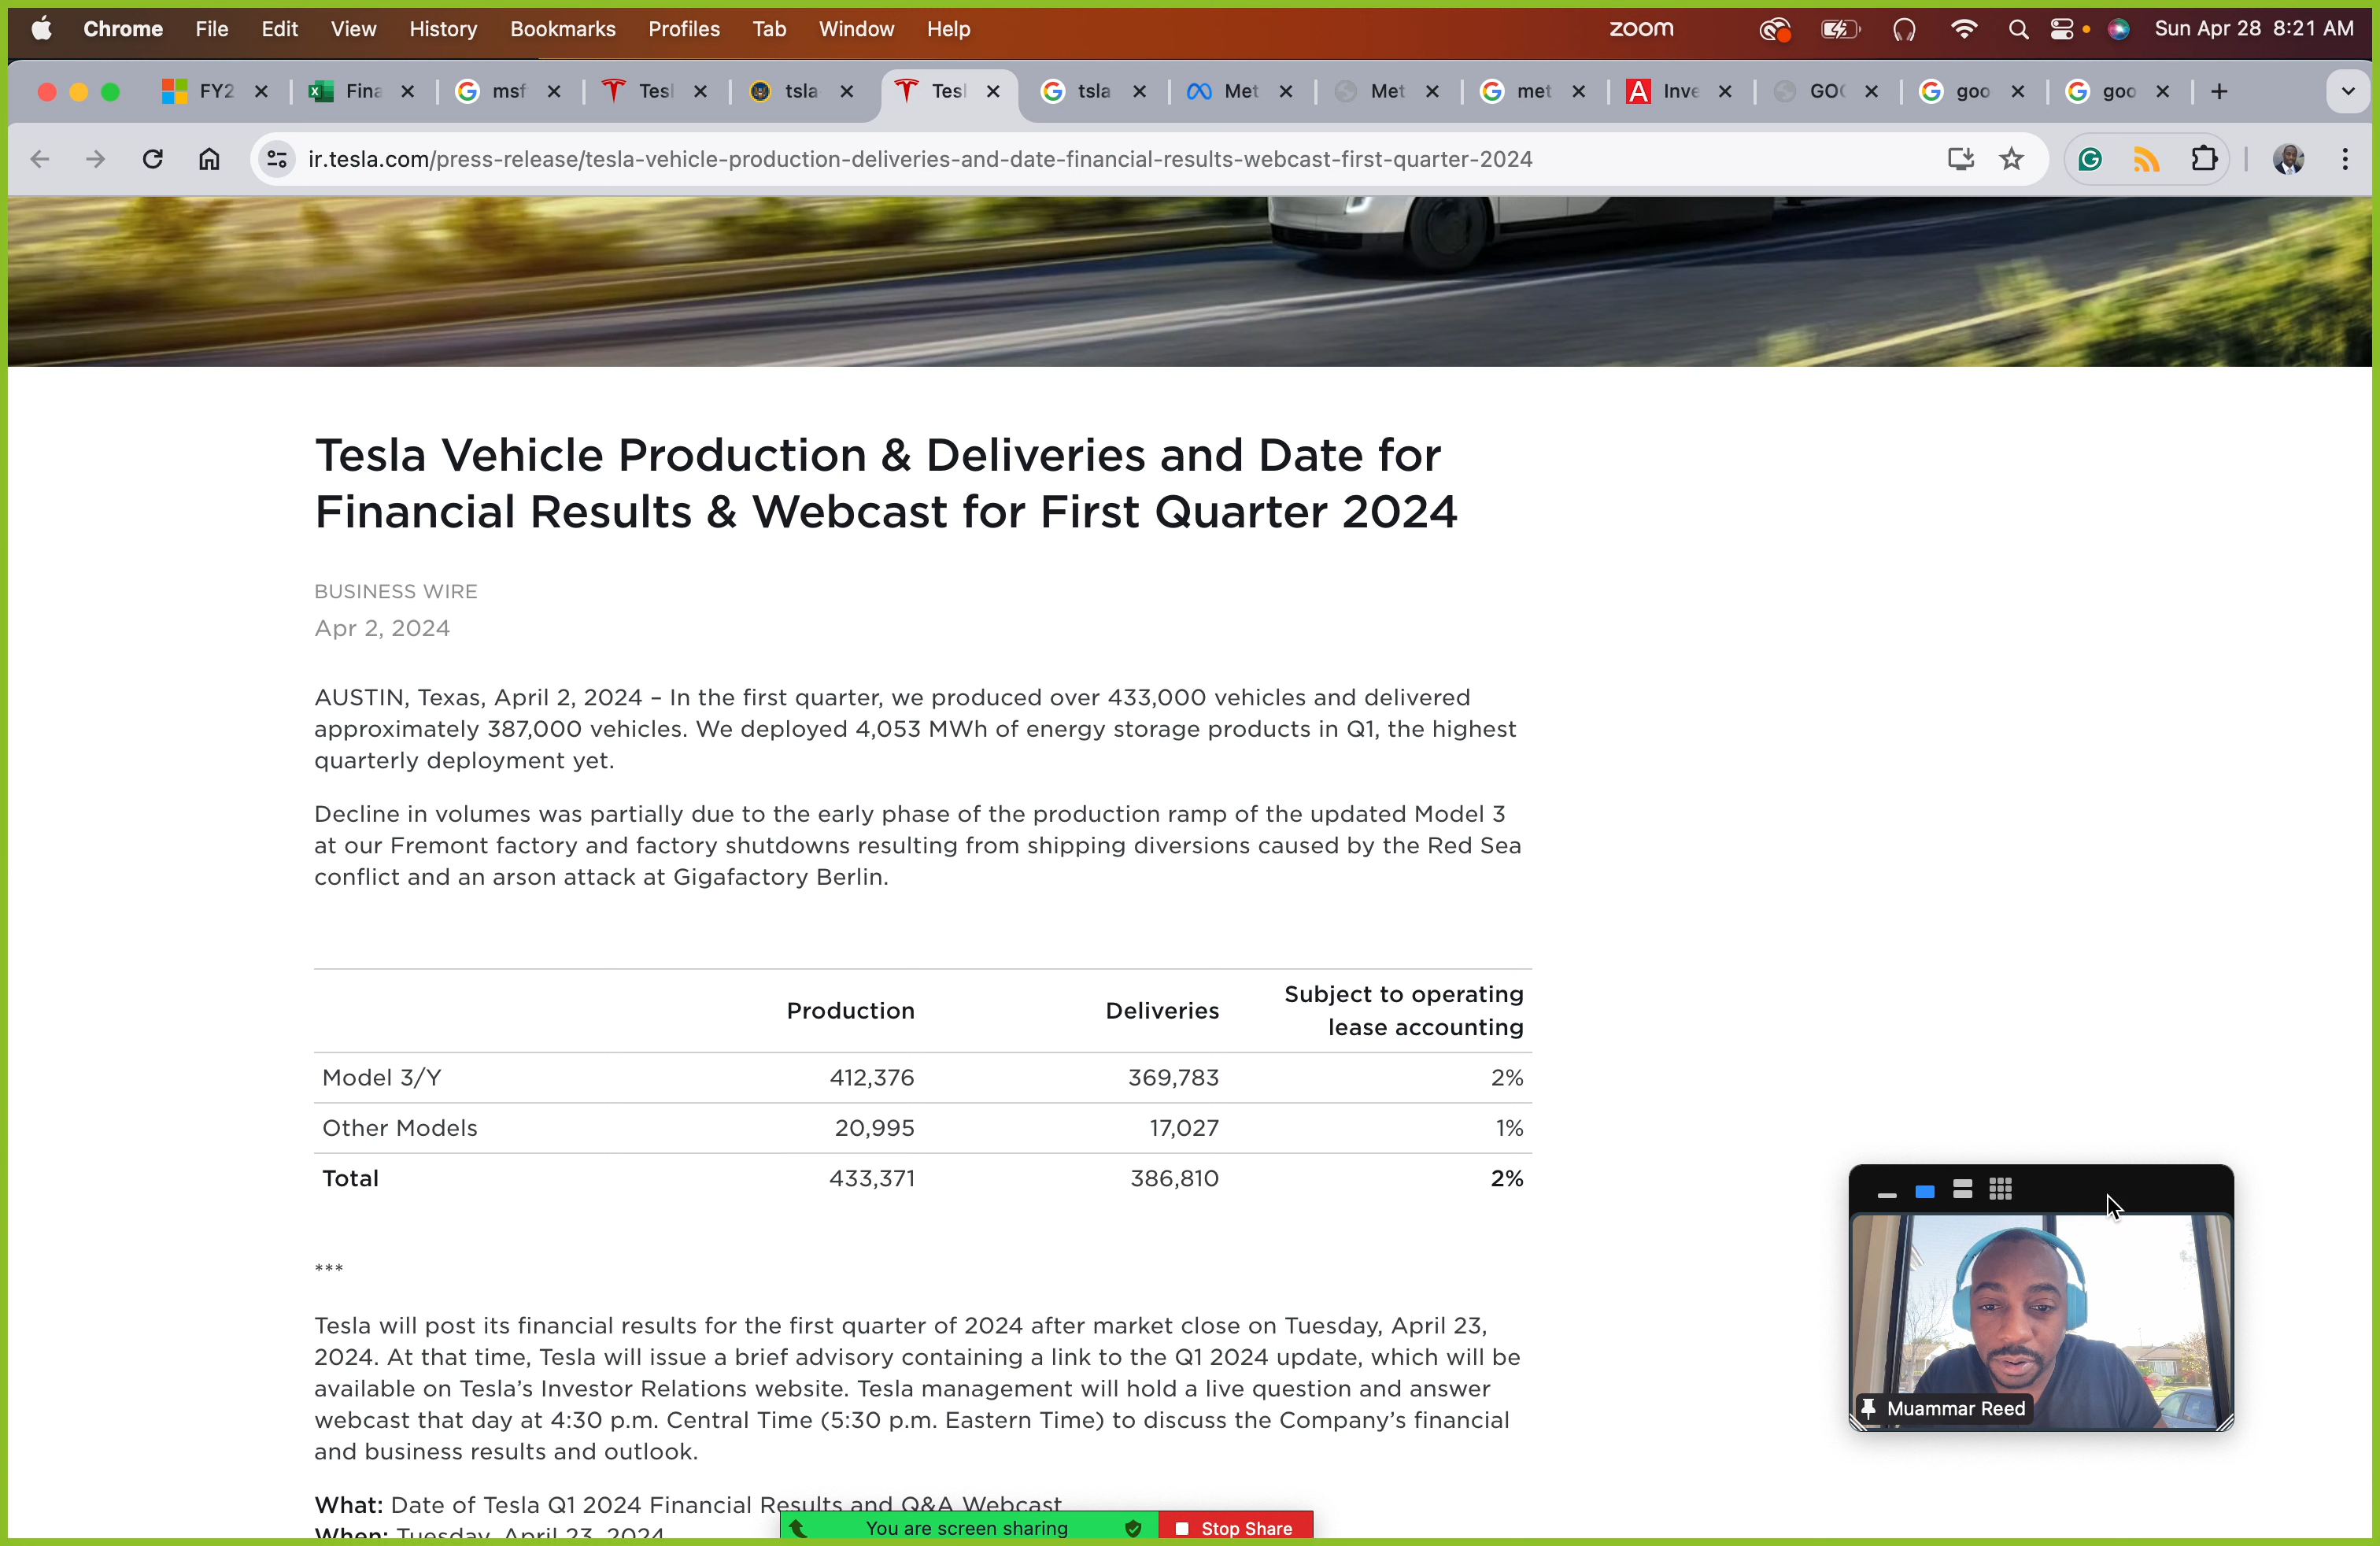 Chrome File Edit View History Bookmarks Profiles Tab Window Help zoom Sun Apr 28 8:21 AM
FY2 Fina msf Tesl tsla Tesl tsla Met Met met Inve GOO goo goo
ir.tesla.com/press-release/tesla-vehicle-production-deliveries-and-date-financial-results-webcast-first-quarter-2024
Tesla Vehicle Production & Deliveries and Date for
Financial Results & Webcast for First Quarter 2024
BUSINESS WIRE
Apr 2, 2024
AUSTIN, Texas, April 2, 2024 – In the first quarter, we produced over 433,000 vehicles and delivered
approximately 387,000 vehicles. We deployed 4,053 MWh of energy storage products in Q1, the highest
quarterly deployment yet.
Decline in volumes was partially due to the early phase of the production ramp of the updated Model 3
at our Fremont factory and factory shutdowns resulting from shipping diversions caused by the Red Sea
conflict and an arson attack at Gigafactory Berlin.
Production Deliveries Subject to operating
lease accounting
Model 3/Y 412,376 369,783 2%
Other Models 20,995 17,027 1%
Total 433,371 386,810 2%
***
Tesla will post its financial results for the first quarter of 2024 after market close on Tuesday, April 23,
2024. At that time, Tesla will issue a brief advisory containing a link to the Q1 2024 update, which will be
available on Tesla’s Investor Relations website. Tesla management will hold a live question and answer
webcast that day at 4:30 p.m. Central Time (5:30 p.m. Eastern Time) to discuss the Company’s financial
and business results and outlook.
Muammar Reed
What: Date of Tesla Q1 2024 Financial Results and Q&A Webcast
When: Tuesday, April 23, 2024
You are screen sharing Stop Share